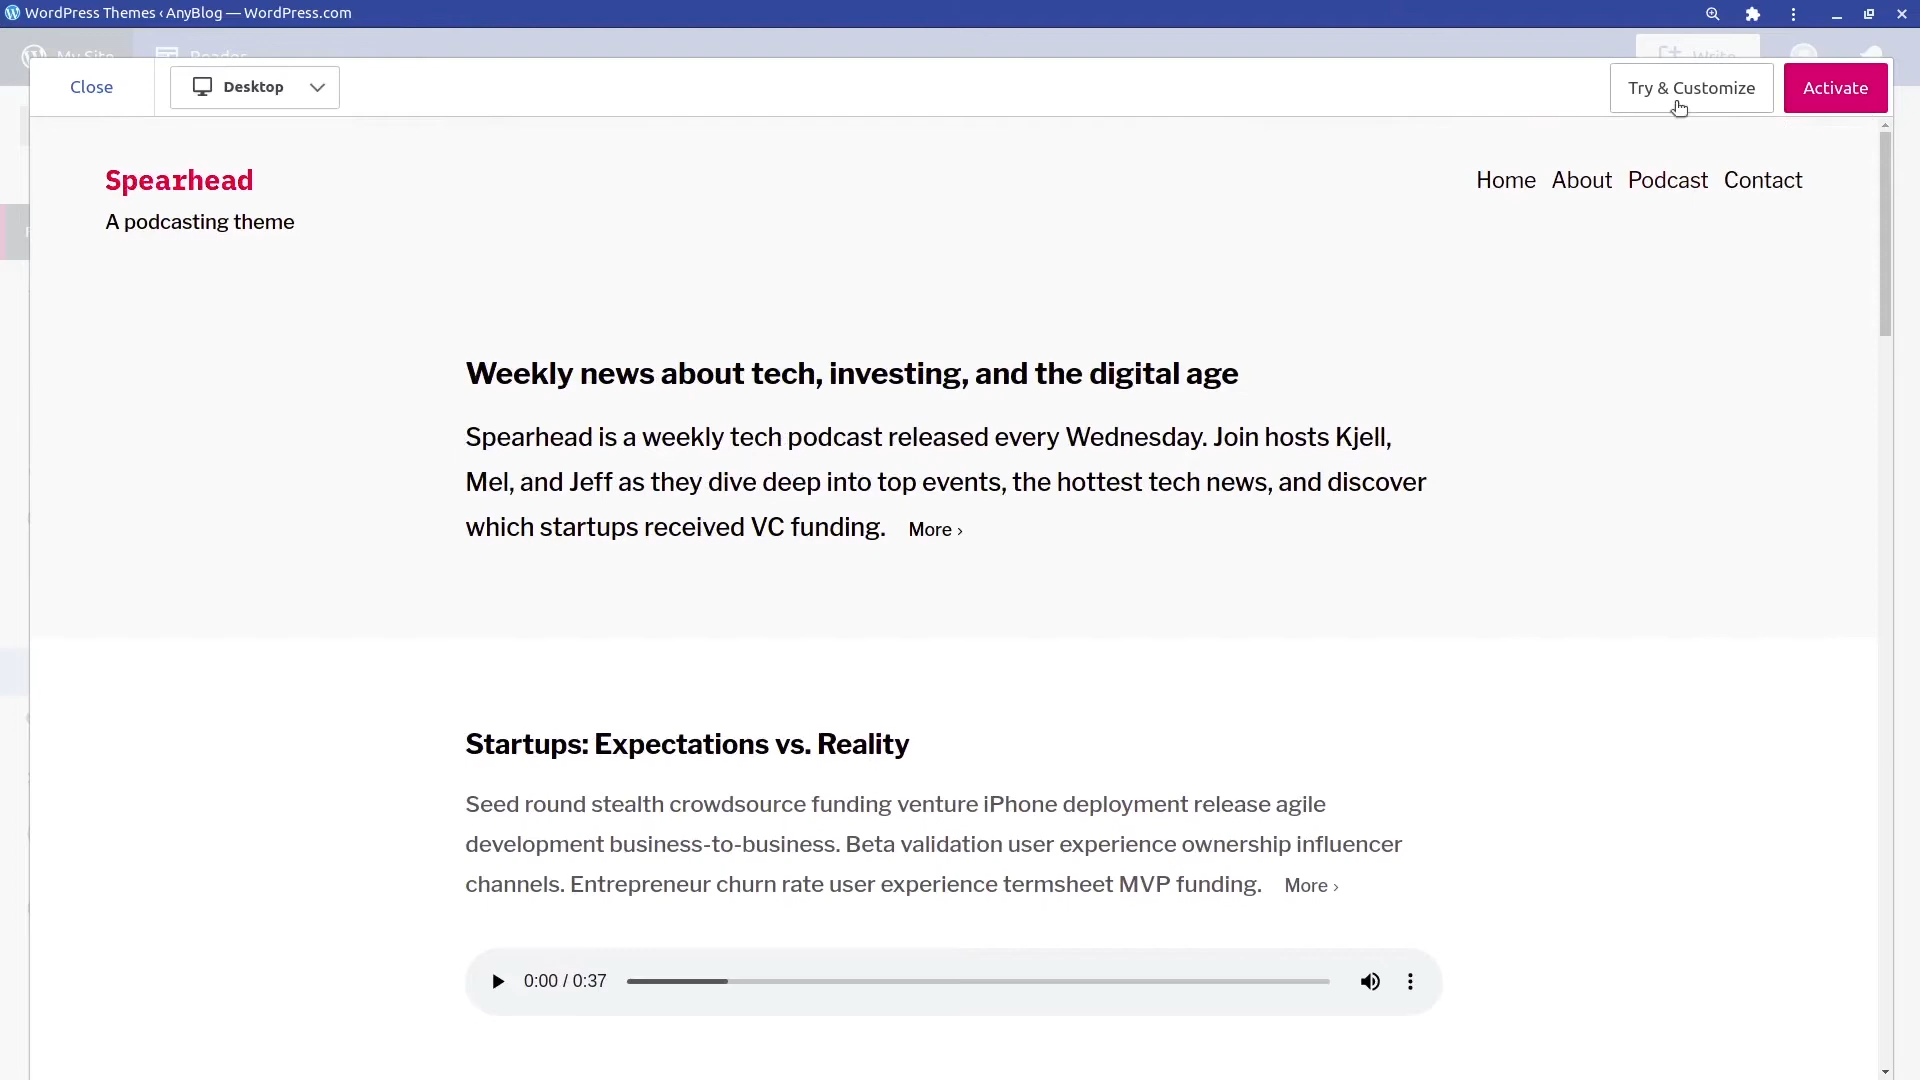 WordPress Themes ‹ AnyBlog — WordPress.com
My Site
Reader
Write
Close
Desktop
Try & Customize
Activate
Spearhead
A podcasting theme
Home About Podcast Contact
Weekly news about tech, investing, and the digital age
Spearhead is a weekly tech podcast released every Wednesday. Join hosts Kjell,
Mel, and Jeff as they dive deep into top events, the hottest tech news, and discover
which startups received VC funding. More ›
Startups: Expectations vs. Reality
Seed round stealth crowdsource funding venture iPhone deployment release agile
development business-to-business. Beta validation user experience ownership influencer
channels. Entrepreneur churn rate user experience termsheet MVP funding. More ›
0:00 / 0:37